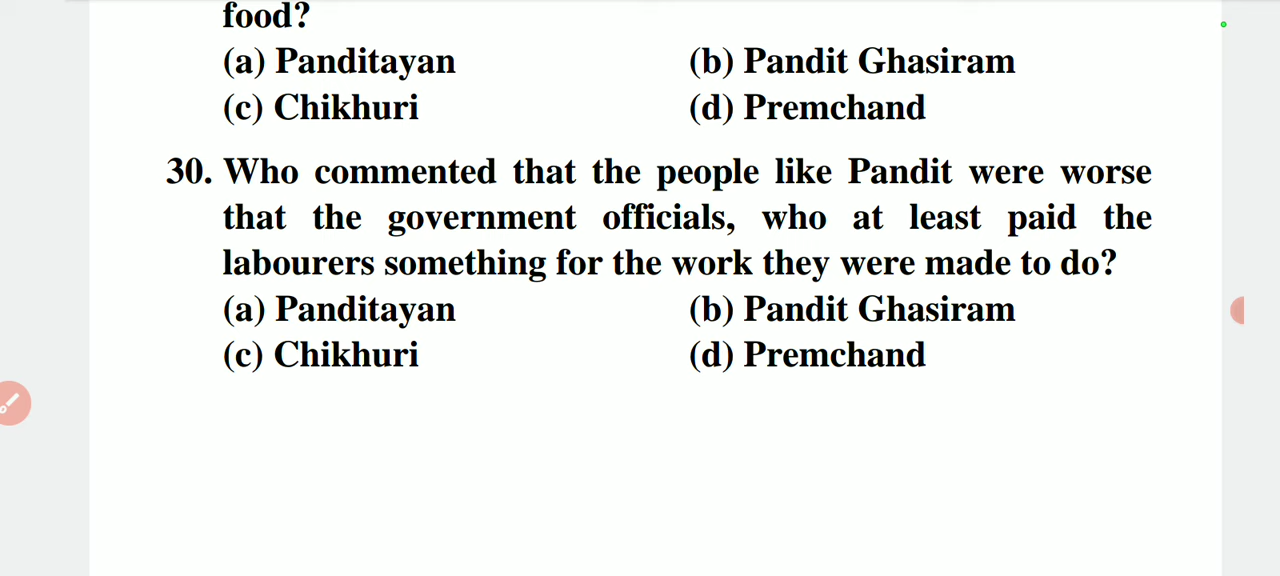 food?
(a) Panditayan (b) Pandit Ghasiram
(c) Chikhuri (d) Premchand
30. Who commented that the people like Pandit were worse
that the government officials, who at least paid the
labourers something for the work they were made to do?
(a) Panditayan (b) Pandit Ghasiram
(c) Chikhuri (d) Premchand